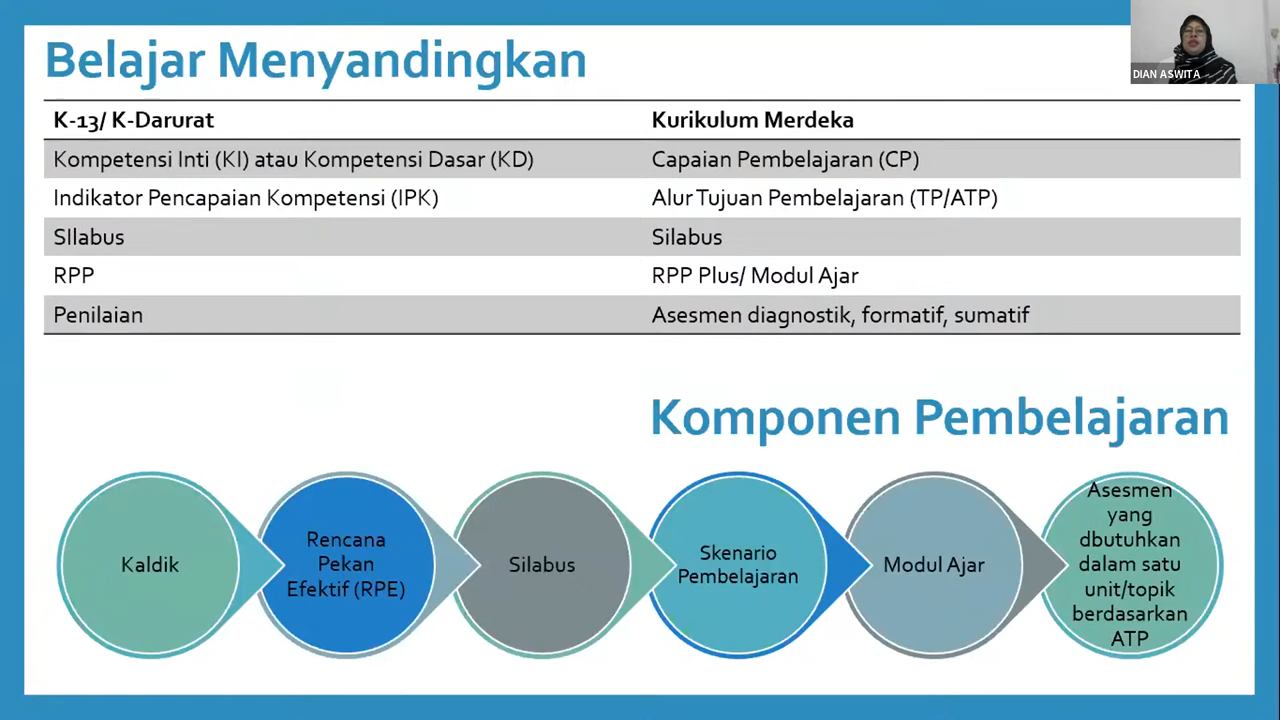 Belajar Menyandingkan
DIAN ASWITA
K-13/ K-Darurat Kurikulum Merdeka
Kompetensi Inti (KI) atau Kompetensi Dasar (KD) Capaian Pembelajaran (CP)
Indikator Pencapaian Kompetensi (IPK) Alur Tujuan Pembelajaran (TP/ATP)
SIlabus Silabus
RPP RPP Plus/ Modul Ajar
Penilaian Asesmen diagnostik, formatif, sumatif
Komponen Pembelajaran
Kaldik
Rencana
Pekan
Efektif (RPE)
Silabus
Skenario
Pembelajaran
Modul Ajar
Asesmen
yang
dbutuhkan
dalam satu
unit/topik
berdasarkan
ATP